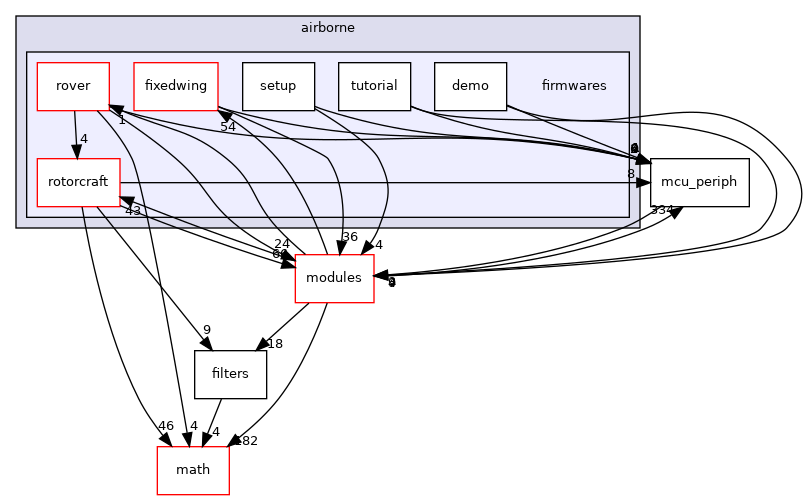 airborne
rover
fixedwing
setup
tutorial
demo
firmwares
1
54
4
rotorcraft
8
mcu_periph
43
334
24
36
4
modules
9
18
filters
46
4
4
182
math